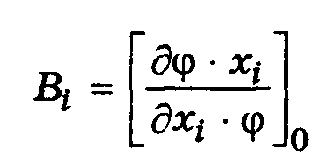 B_i = [∂φ · x_i / ∂x_i · φ]_0